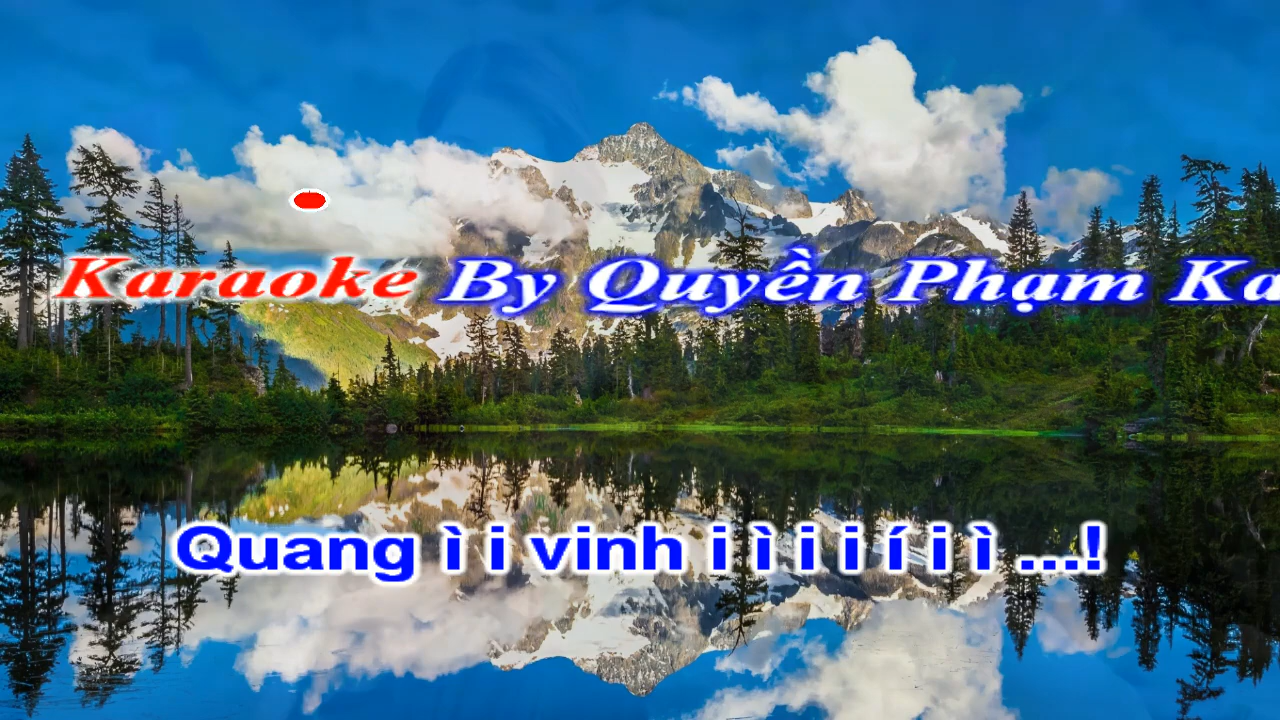 Karaoke By Quyền Phạm Ka
Quang ì i vinh i ì i i í i ì ...!